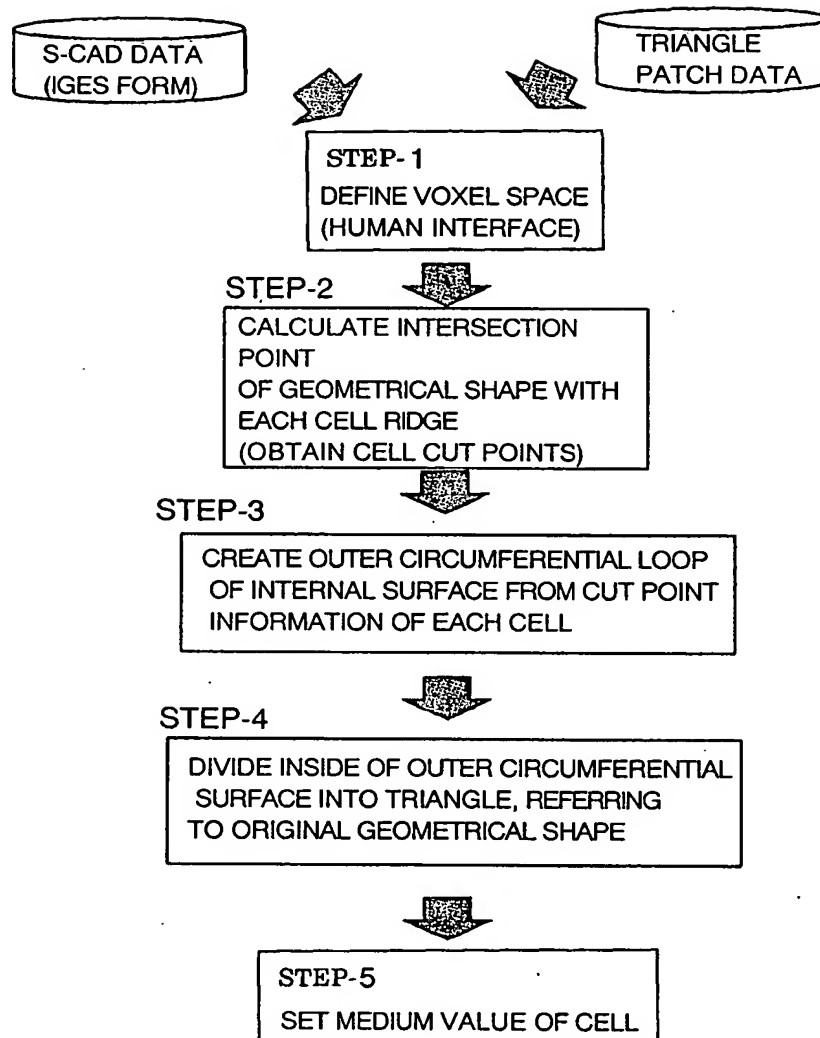 S-CAD DATA
(IGES FORM)
TRIANGLE
PATCH DATA
STEP-1
DEFINE VOXEL SPACE
(HUMAN INTERFACE)
STEP-2
CALCULATE INTERSECTION
POINT
OF GEOMETRICAL SHAPE WITH
EACH CELL RIDGE
(OBTAIN CELL CUT POINTS)
STEP-3
CREATE OUTER CIRCUMFERENTIAL LOOP
OF INTERNAL SURFACE FROM CUT POINT
INFORMATION OF EACH CELL
STEP-4
DIVIDE INSIDE OF OUTER CIRCUMFERENTIAL
SURFACE INTO TRIANGLE, REFERRING
TO ORIGINAL GEOMETRICAL SHAPE
STEP-5
SET MEDIUM VALUE OF CELL